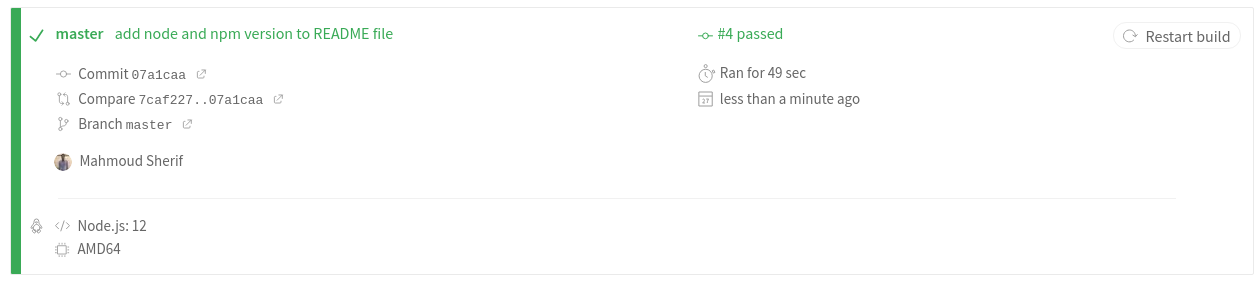 master add node and npm version to README file
#4 passed
Restart build
Commit 07a1caa
Ran for 49 sec
Compare 7caf227..07a1caa
27
less than a minute ago
Branch master
Mahmoud Sherif
</> Node.js: 12
AMD64